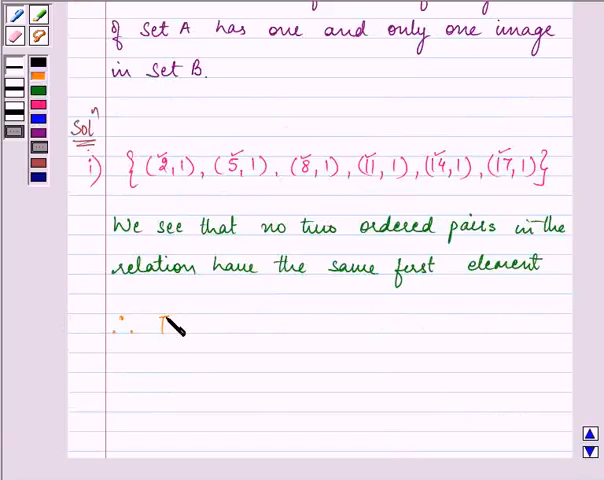 of Set A has one and only one image
in Set B.
Solⁿ
i) {(2,1), (5,1), (8,1), (11,1), (14,1), (17,1)}
We see that no two ordered pairs in the
relation have the same first element
∴